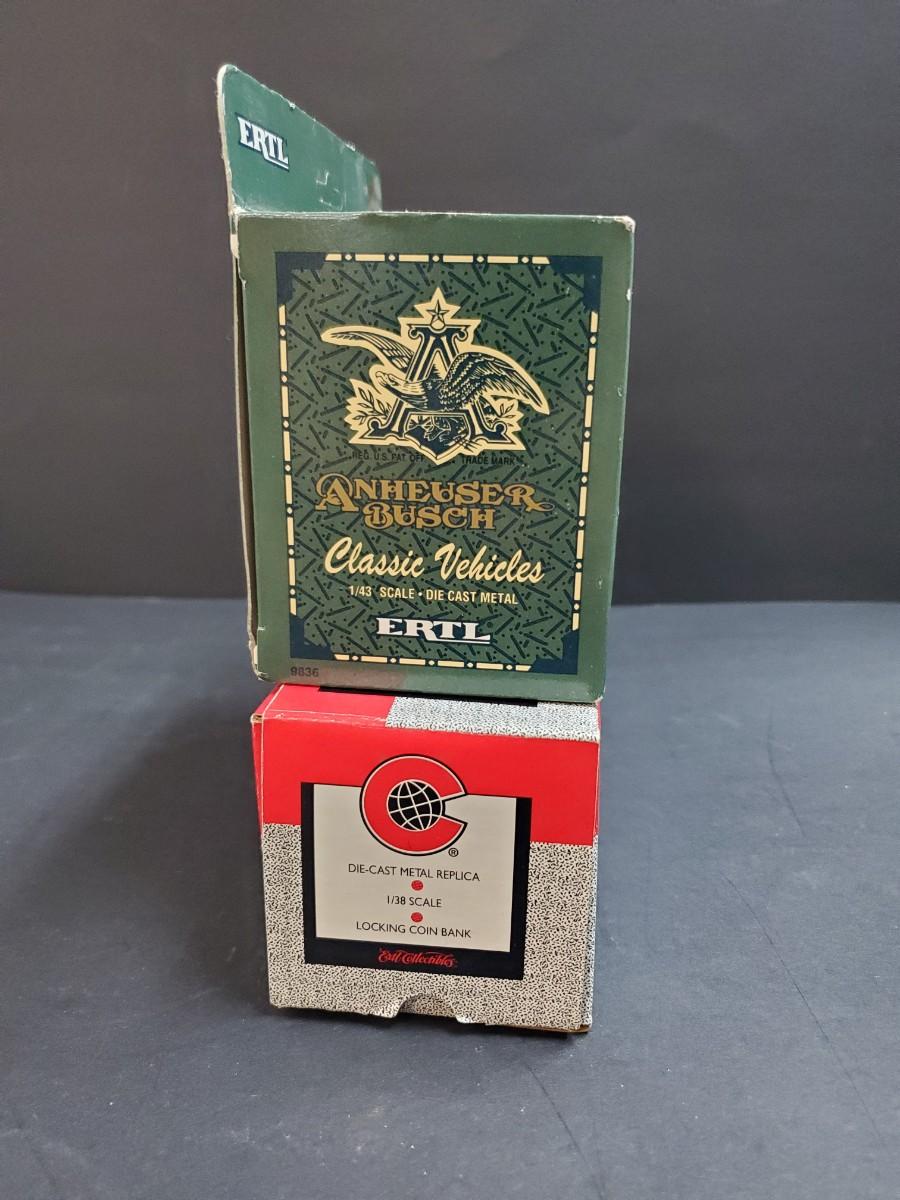 ERTL
REG. U.S. PAT. OFF. TRADE MARK
ANHEUSER
BUSCH
Classic Vehicles
1/43 SCALE • DIE CAST METAL
ERTL
9836
C
®
DIE-CAST METAL REPLICA
1/38 SCALE
LOCKING COIN BANK
Ertl Collectibles